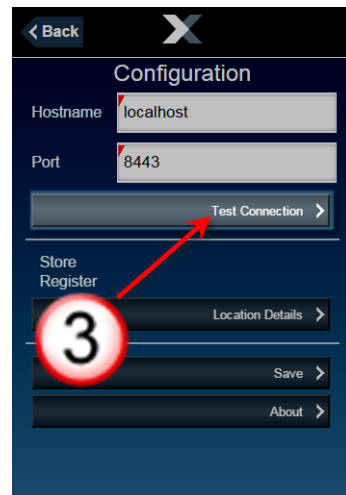 Back
Configuration
Hostname localhost
Port 8443
Test Connection
Store
Register
Location Details
3
Save
About